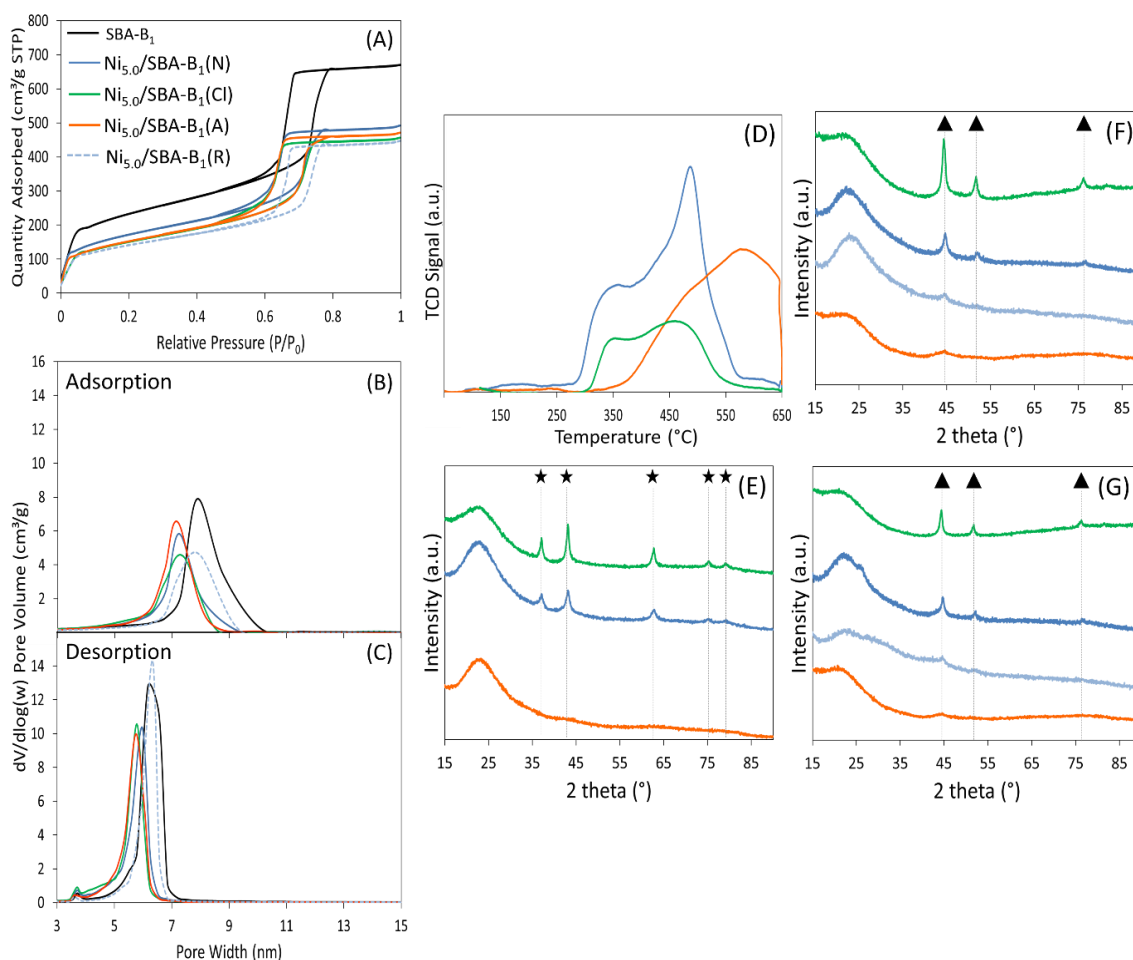 800
700
600
500
400
300
200
100
0
0
0.2
0.4
0.6
0.8
1
Quantity Adsorbed (cm³/g STP)
Relative Pressure (P/P₀)
SBA-B₁
Ni₅.₀/SBA-B₁(N)
Ni₅.₀/SBA-B₁(Cl)
Ni₅.₀/SBA-B₁(A)
Ni₅.₀/SBA-B₁(R)
(A)
Adsorption
(B)
16
14
12
10
8
6
4
2
Desorption
(C)
14
12
10
8
6
4
2
0
3
5
7
9
11
13
15
dV/dlog(w) Pore Volume (cm³/g)
Pore Width (nm)
(D)
TCD Signal (a.u.)
150
250
350
450
550
650
Temperature (°C)
(E)
Intensity (a.u.)
15
25
35
45
55
65
75
85
2 theta (°)
(F)
Intensity (a.u.)
15
25
35
45
55
65
75
85
2 theta (°)
(G)
Intensity (a.u.)
15
25
35
45
55
65
75
85
2 theta (°)